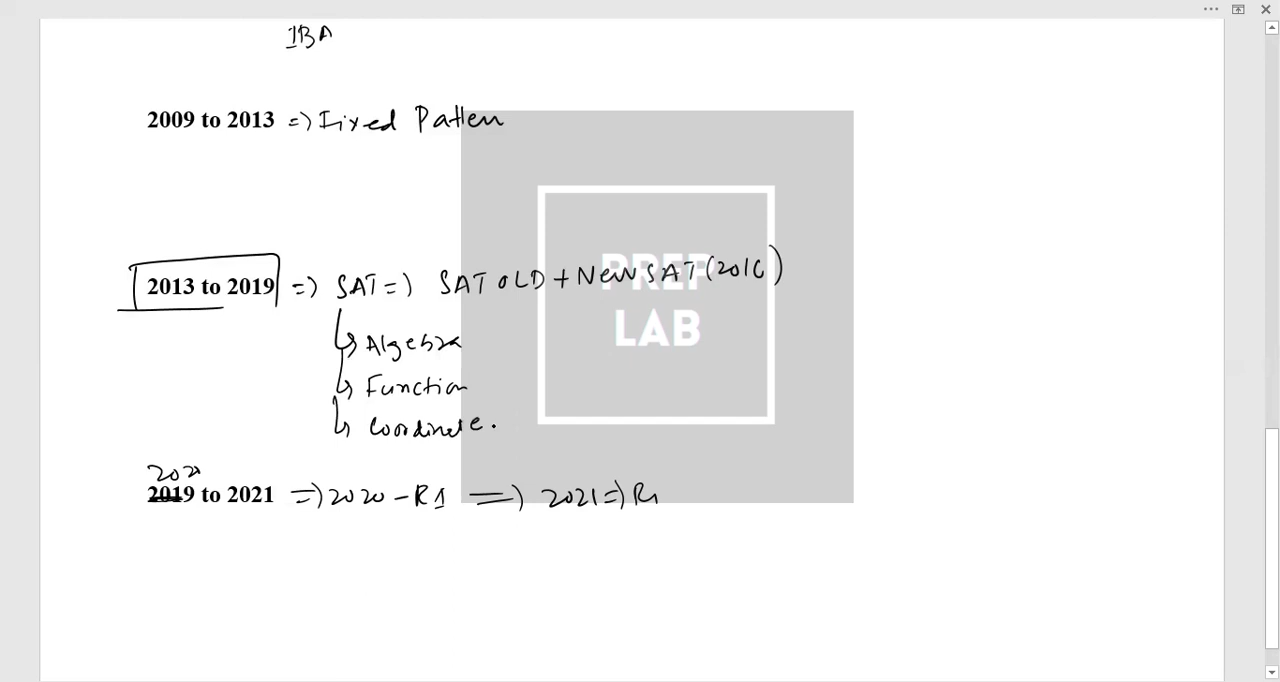 IBA
2009 to 2013 => Fixed Pattern
PREP
LAB
2013 to 2019 => SAT => SAT OLD + New SAT (2016)
Algebra
Function
Coordinate.
2020
2019 to 2021 => 2020 - R1 => 2021 => R1